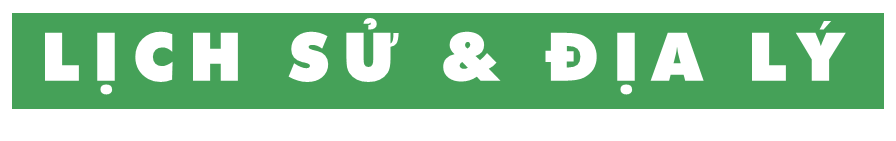 LỊCH SỬ & ĐỊA LÝ